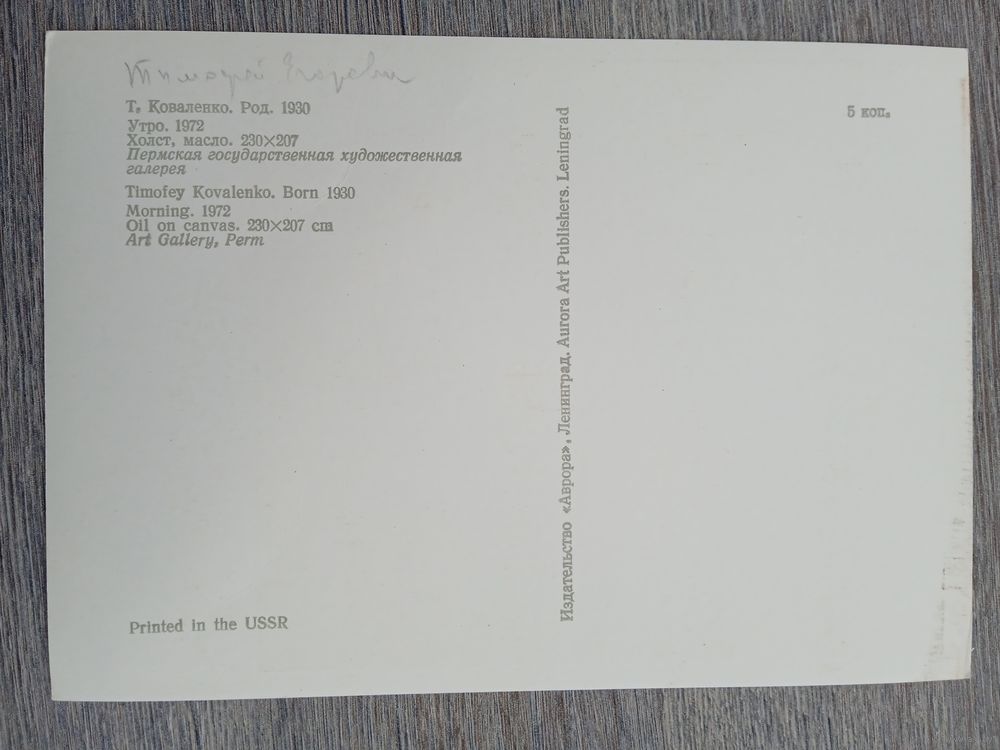 Тимофей Егорович
Т. Коваленко. Род. 1930
Утро. 1972
Холст, масло. 230×207
Пермская государственная художественная
галерея
Timofey Kovalenko. Born 1930
Morning. 1972
Oil on canvas. 230×207 cm
Art Gallery, Perm
Printed in the USSR
Издательство «Аврора», Ленинград. Aurora Art Publishers. Leningrad
5 коп.